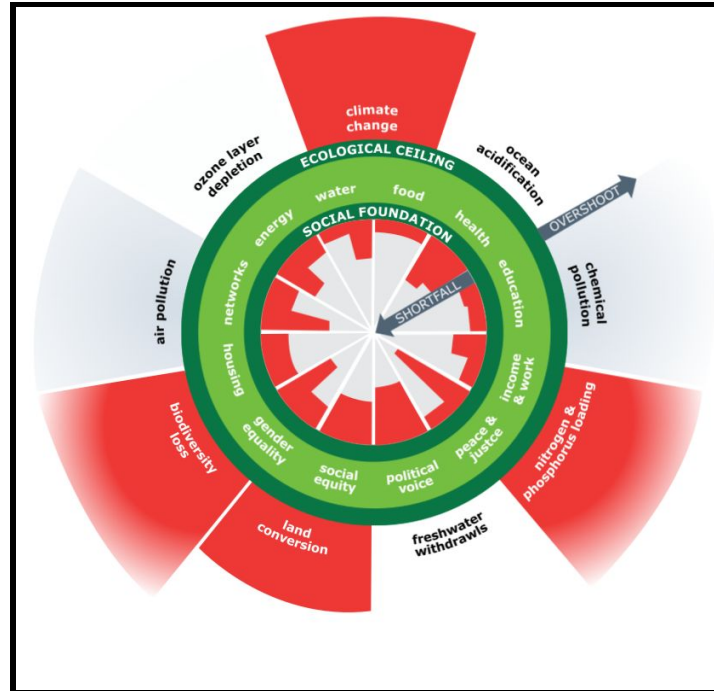 climate
change
ECOLOGICAL CEILING
ozone layer
depletion
ocean
acidification
OVERSHOOT
water
food
energy
health
SOCIAL FOUNDATION
SHORTFALL
air pollution
networks
education
chemical
pollution
housing
income
& work
biodiversity
loss
gender
equality
social
equity
political
voice
peace &
justce
nitrogen &
phosphorus loading
land
conversion
freshwater
withdrawls